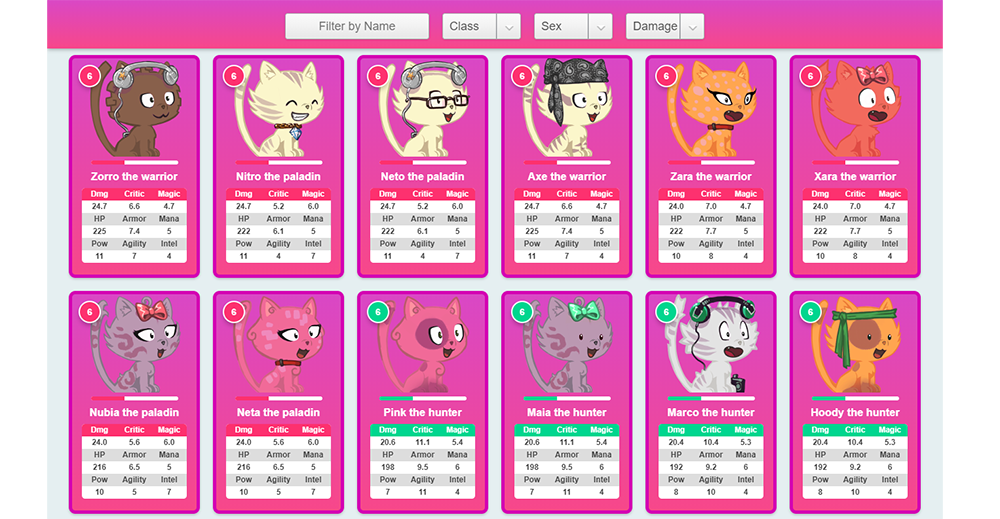 Filter by Name Class Sex Damage
6 6 6 6 6 6
Zorro the warrior Nitro the paladin Neto the paladin Axe the warrior Zara the warrior Xara the warrior
Dmg Critic Magic Dmg Critic Magic Dmg Critic Magic Dmg Critic Magic Dmg Critic Magic Dmg Critic Magic
24.7 6.6 4.7 24.7 5.2 6.0 24.7 5.2 6.0 24.7 6.6 4.7 24.0 7.0 4.7 24.0 7.0 4.7
HP Armor Mana HP Armor Mana HP Armor Mana HP Armor Mana HP Armor Mana HP Armor Mana
225 7.4 5 222 6.1 5 222 6.1 5 225 7.4 5 222 7.7 5 222 7.7 5
Pow Agility Intel Pow Agility Intel Pow Agility Intel Pow Agility Intel Pow Agility Intel Pow Agility Intel
11 7 4 11 4 7 11 4 7 11 7 4 10 8 4 10 8 4
6 6 6 6 6 6
Nubia the paladin Neta the paladin Pink the hunter Maia the hunter Marco the hunter Hoody the hunter
Dmg Critic Magic Dmg Critic Magic Dmg Critic Magic Dmg Critic Magic Dmg Critic Magic Dmg Critic Magic
24.0 5.6 6.0 24.0 5.6 6.0 20.6 11.1 5.4 20.6 11.1 5.4 20.4 10.4 5.3 20.4 10.4 5.3
HP Armor Mana HP Armor Mana HP Armor Mana HP Armor Mana HP Armor Mana HP Armor Mana
216 6.5 5 216 6.5 5 198 9.5 6 198 9.5 6 192 9.2 6 192 9.2 6
Pow Agility Intel Pow Agility Intel Pow Agility Intel Pow Agility Intel Pow Agility Intel Pow Agility Intel
10 5 7 10 5 7 7 11 4 7 11 4 8 10 4 8 10 4